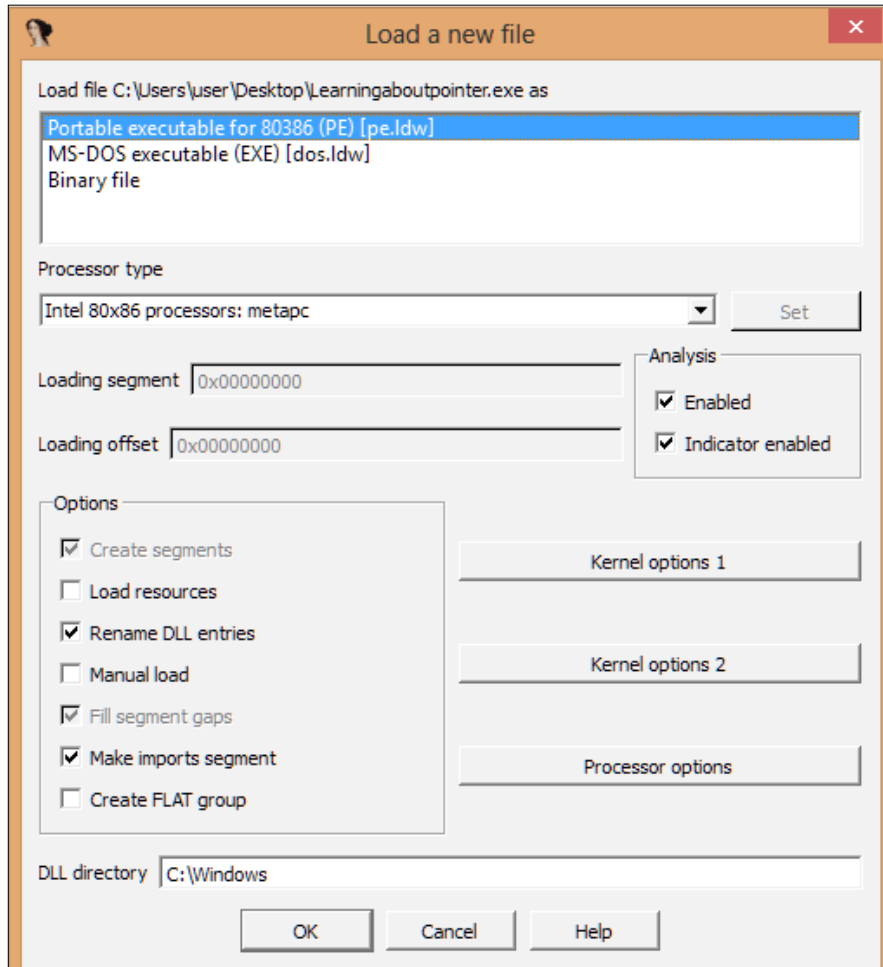 Load a new file
Load file C:\Users\user\Desktop\Learningaboutpointer.exe as
Portable executable for 80386 (PE) [pe.ldw]
MS-DOS executable (EXE) [dos.ldw]
Binary file
Processor type
Intel 80x86 processors: metapc
Set
Loading segment 0x00000000
Loading offset 0x00000000
Analysis
Enabled
Indicator enabled
Options
Create segments
Load resources
Rename DLL entries
Manual load
Fill segment gaps
Make imports segment
Create FLAT group
Kernel options 1
Kernel options 2
Processor options
DLL directory C:\Windows
OK Cancel Help